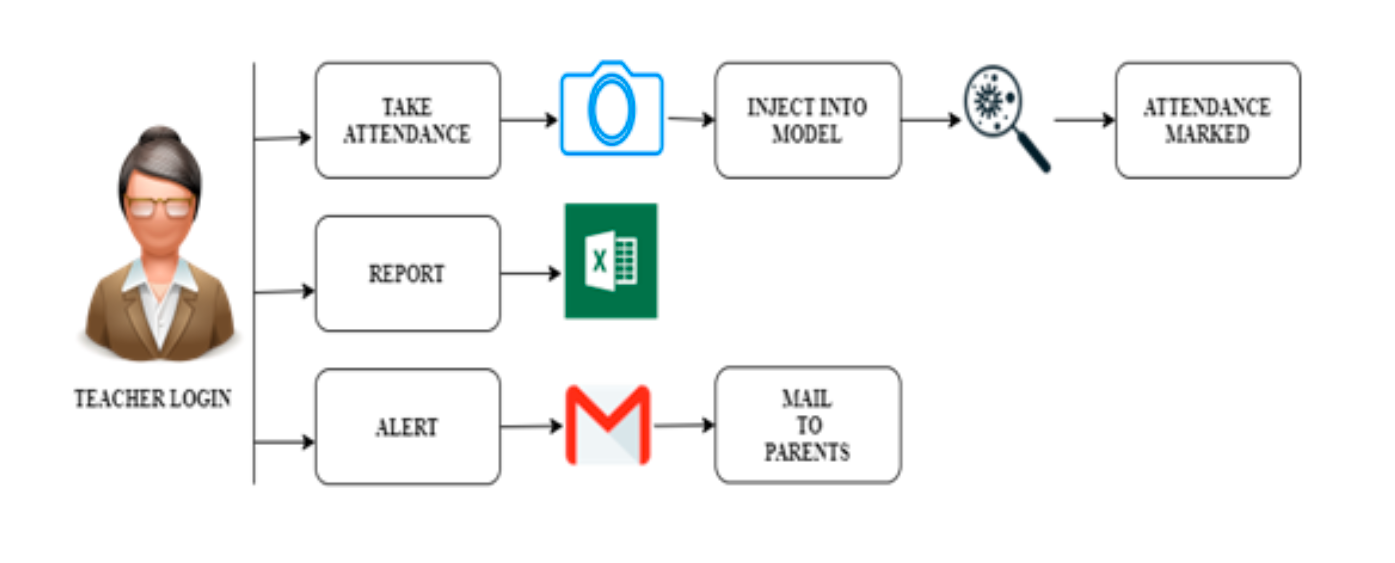 TAKE
ATTENDANCE
INJECT INTO
MODEL
ATTENDANCE
MARKED
REPORT
X
TEACHER LOGIN
ALERT
MAIL
TO
PARENTS